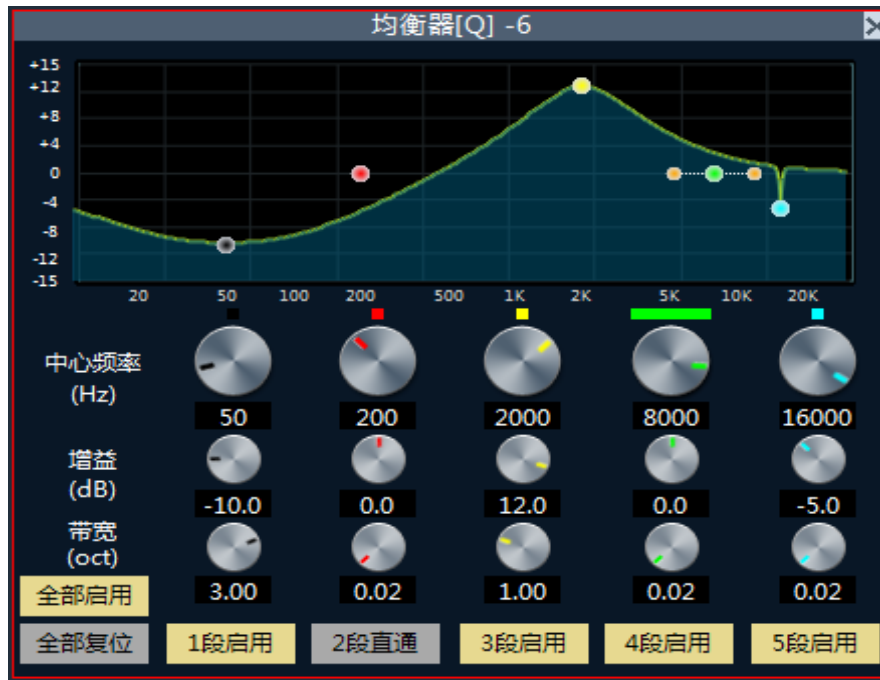 均衡器[Q] -6
+15
+12
+8
+4
0
-4
-8
-12
-15
20 50 100 200 500 1K 2K 5K 10K 20K
中心频率
(Hz)
50 200 2000 8000 16000
增益
(dB)
-10.0 0.0 12.0 0.0 -5.0
带宽
(oct)
3.00 0.02 1.00 0.02 0.02
全部启用
全部复位 1段启用 2段直通 3段启用 4段启用 5段启用